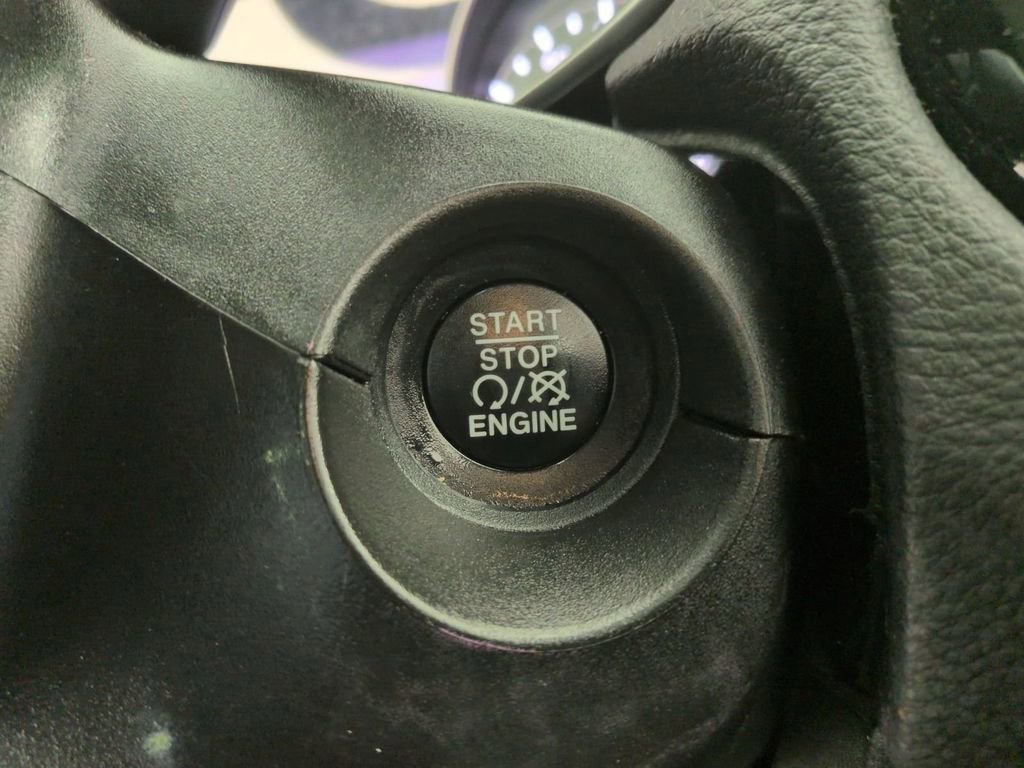 START
STOP
/
ENGINE